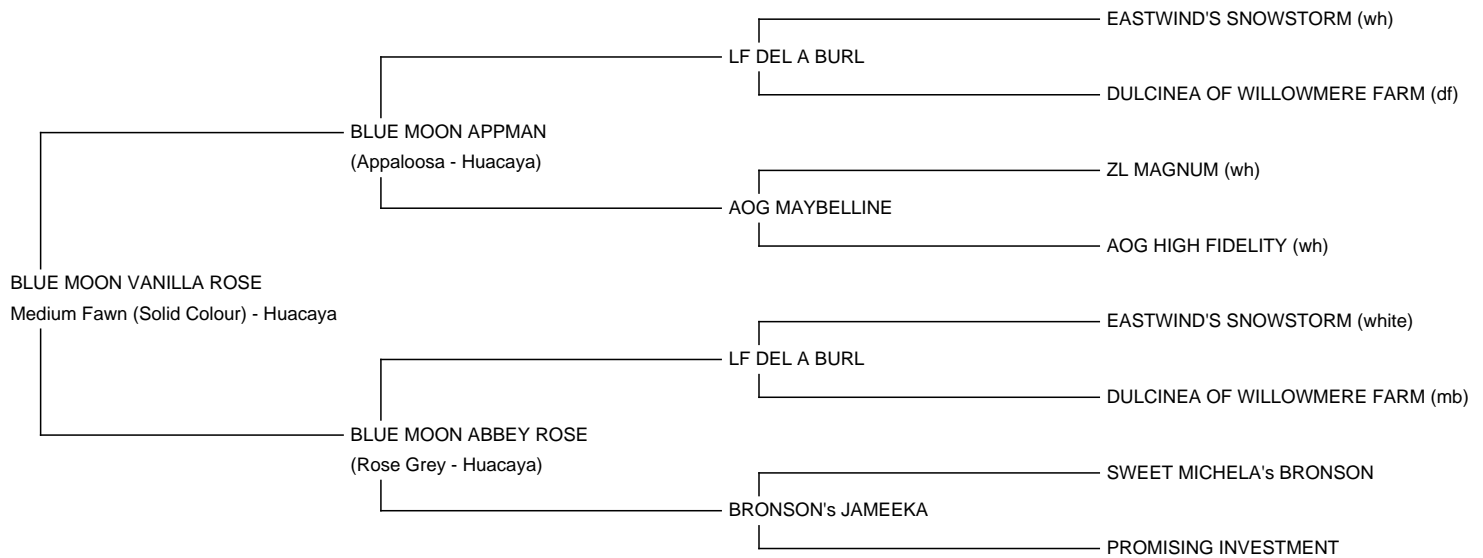 EASTWIND'S SNOWSTORM (wh)
LF DEL A BURL
DULCINEA OF WILLOWMERE FARM (df)
BLUE MOON APPMAN
(Appaloosa - Huacaya)
ZL MAGNUM (wh)
AOG MAYBELLINE
AOG HIGH FIDELITY (wh)
BLUE MOON VANILLA ROSE
Medium Fawn (Solid Colour) - Huacaya
EASTWIND'S SNOWSTORM (white)
LF DEL A BURL
DULCINEA OF WILLOWMERE FARM (mb)
BLUE MOON ABBEY ROSE
(Rose Grey - Huacaya)
SWEET MICHELA's BRONSON
BRONSON's JAMEEKA
PROMISING INVESTMENT